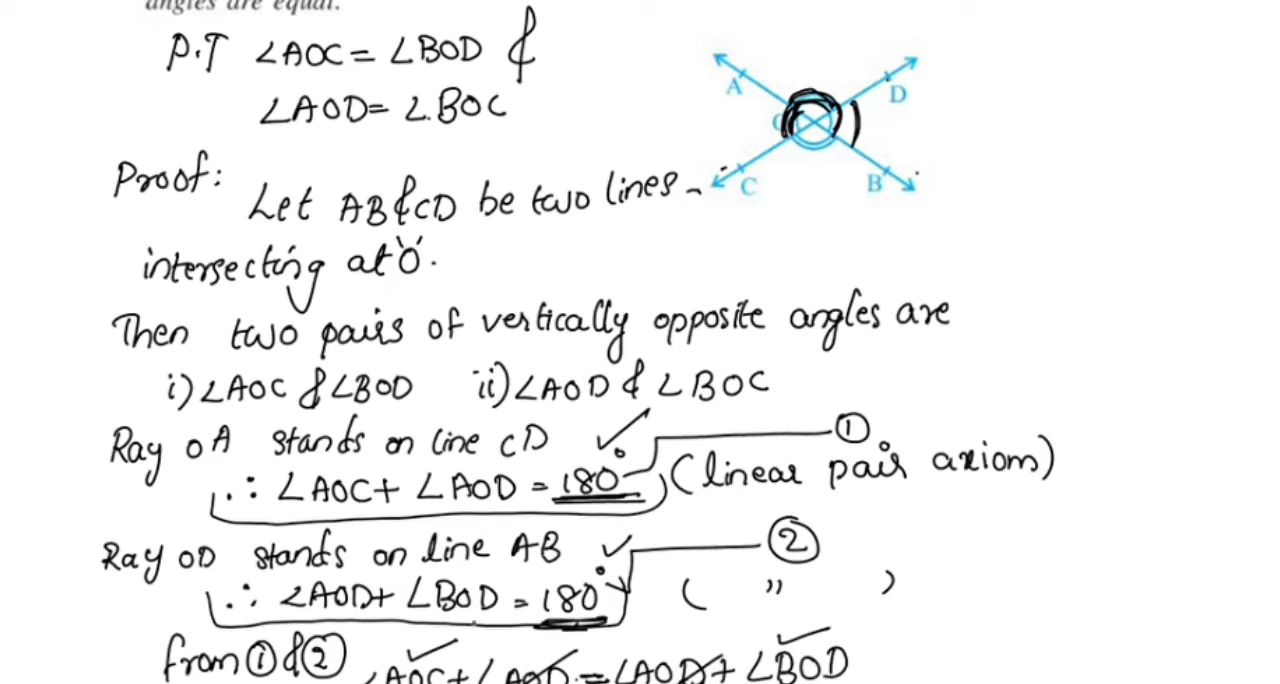 angles are equal.
P.T ∠AOC = ∠BOD &
∠AOD = ∠BOC
A
D
O
C
B
Proof:
Let AB & CD be two lines
intersecting at 'O'.
Then two pairs of vertically opposite angles are
i) ∠AOC & ∠BOD ii) ∠AOD & ∠BOC
Ray OA stands on line CD ✓ ①
∴ ∠AOC + ∠AOD = 180° (linear pair axiom)
Ray OD stands on line AB ✓ ②
∴ ∠AOD + ∠BOD = 180° ( " )
from ① & ②
∠AOC + ∠AOD = ∠AOD + ∠BOD